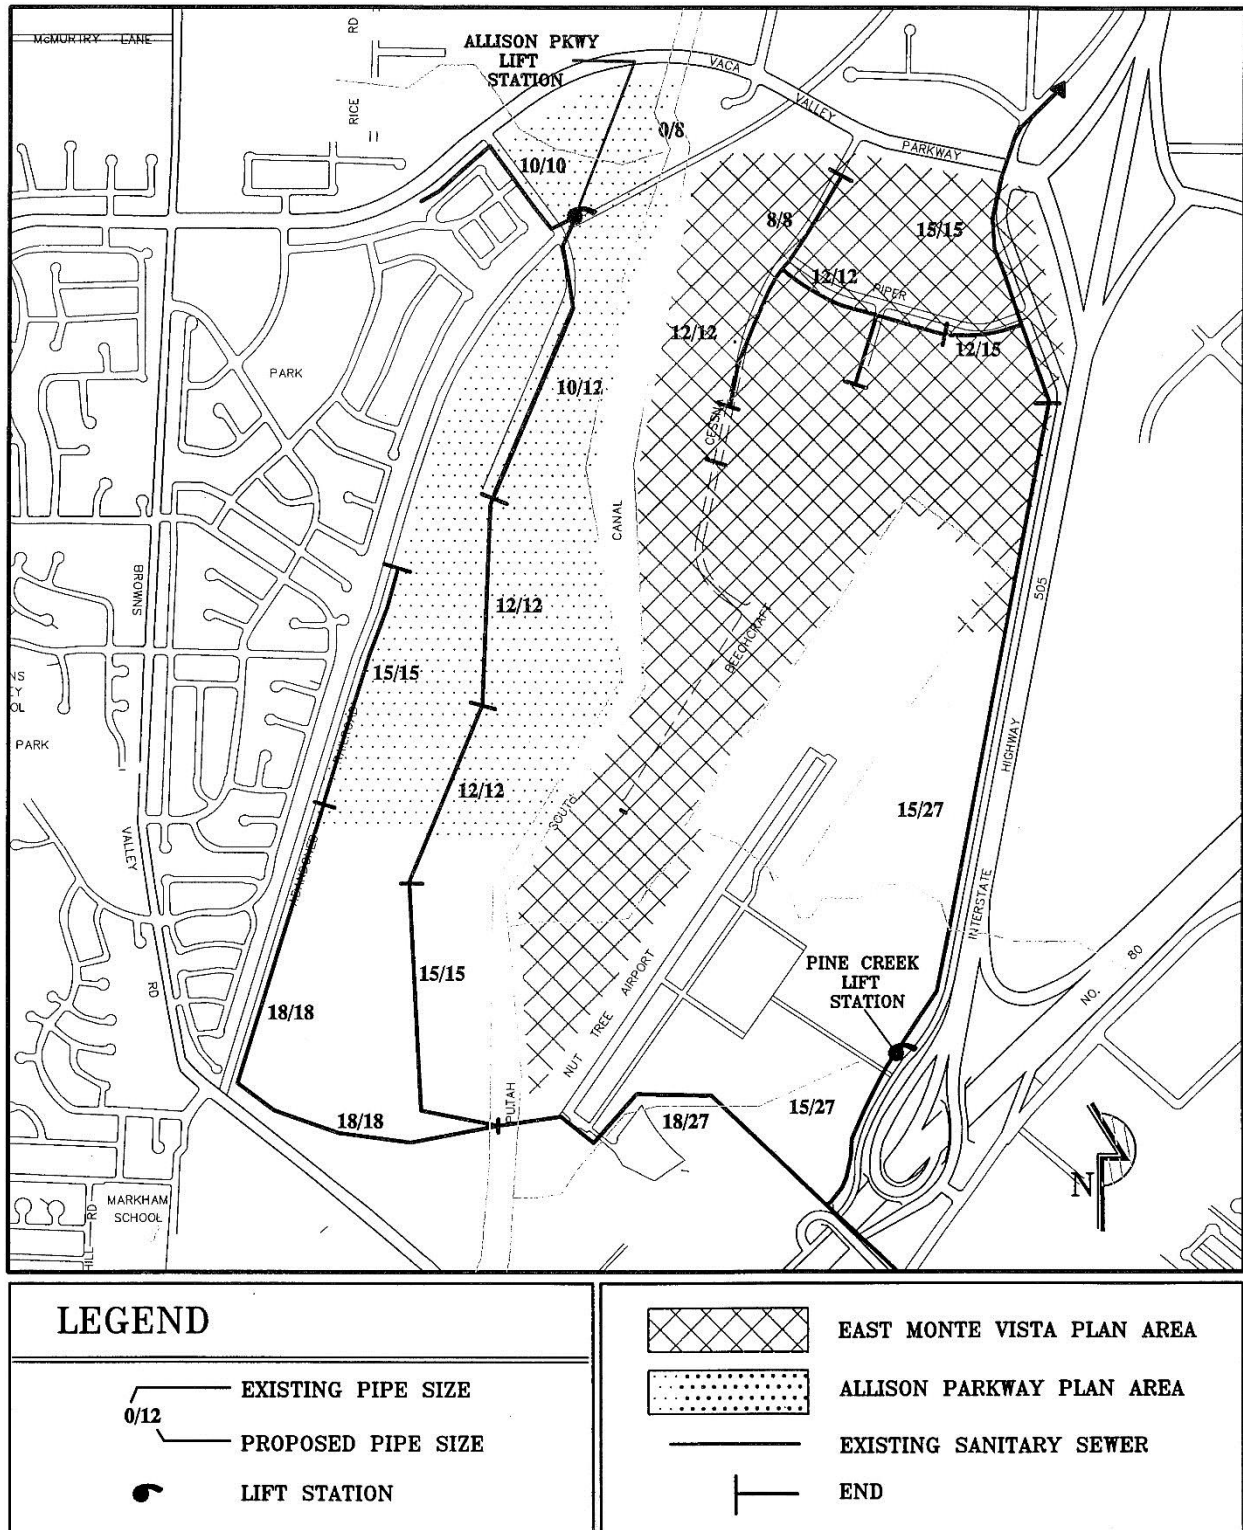 McMURTRY LANE
RD
RICE
ALLISON PKWY
LIFT
STATION
VACA
VALLEY
PARKWAY
0/8
10/10
8/8
15/15
12/12
PIPER
12/12
12/15
PARK
10/12
CESSNA
CANAL
BROWNS
505
12/12
BEECHCRAFT
15/15
NS
TY
OL
PARK
RAILROAD
HIGHWAY
12/12
SOUTH
15/27
VALLEY
ABANDONED
INTERSTATE
80
NO.
15/15
AIRPORT
PINE CREEK
LIFT
STATION
RD
18/18
TREE
NUT
PUTAH
18/18
18/27
15/27
N
MARKHAM
SCHOOL
RD
HILL
LEGEND
EXISTING PIPE SIZE
0/12
PROPOSED PIPE SIZE
LIFT STATION
EAST MONTE VISTA PLAN AREA
ALLISON PARKWAY PLAN AREA
EXISTING SANITARY SEWER
END